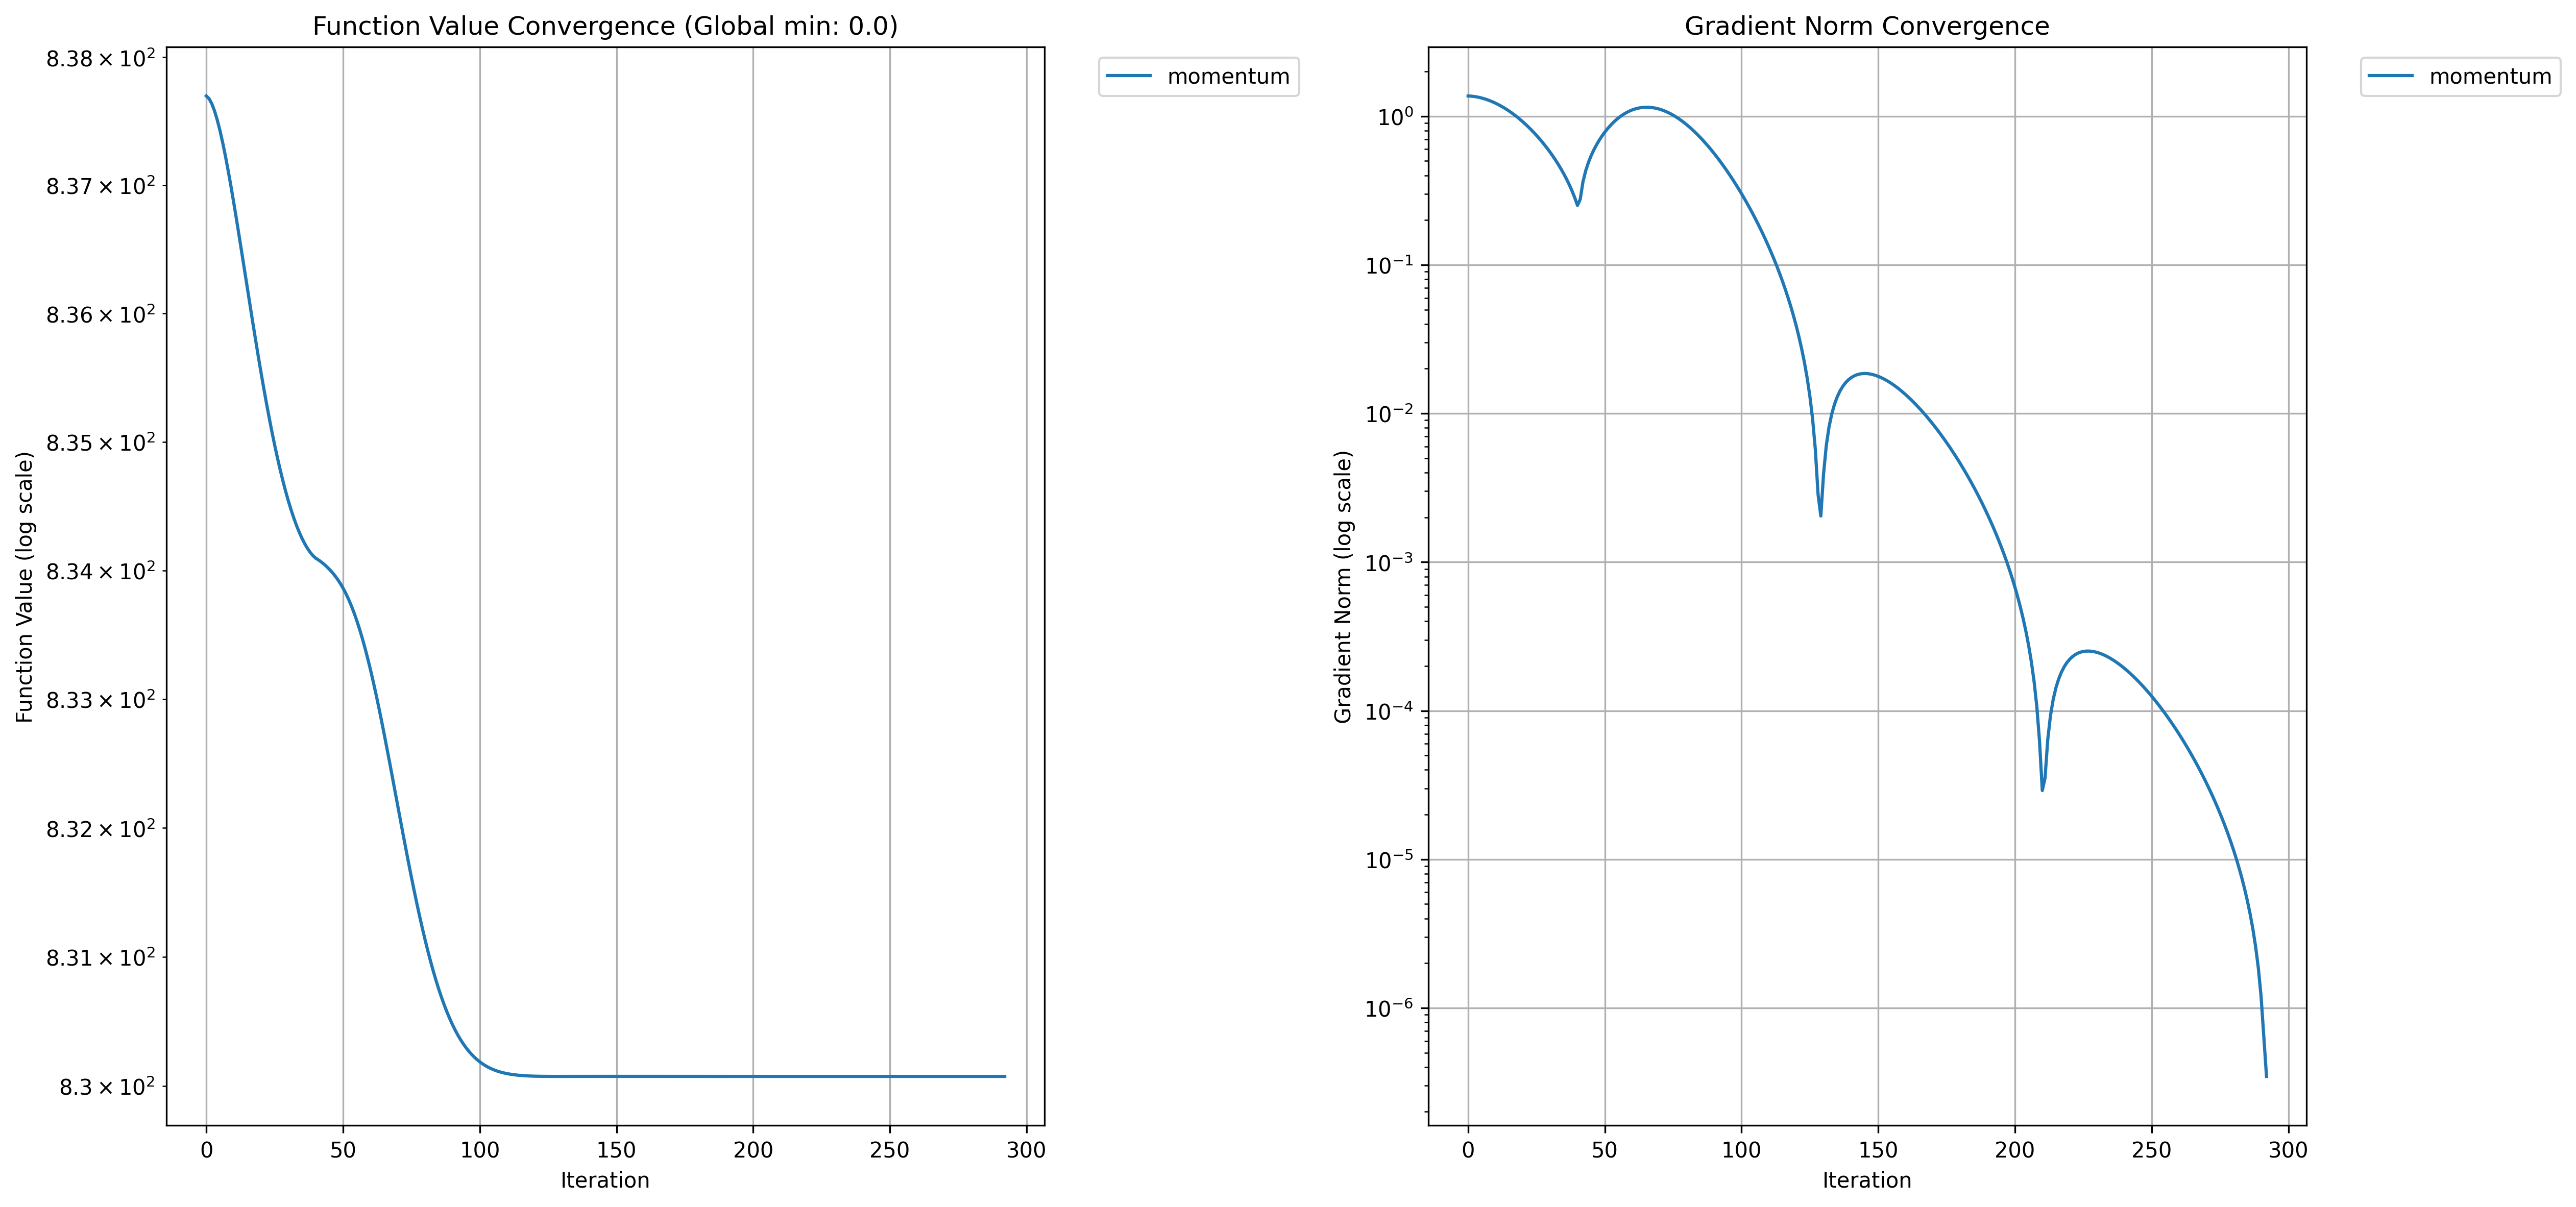 Function Value Convergence (Global min: 0.0)
8.38 × 10²
8.37 × 10²
8.36 × 10²
8.35 × 10²
8.34 × 10²
8.33 × 10²
8.32 × 10²
8.31 × 10²
8.3 × 10²
Function Value (log scale)
0 50 100 150 200 250 300
Iteration
momentum
Gradient Norm Convergence
10⁰
10⁻¹
10⁻²
10⁻³
10⁻⁴
10⁻⁵
10⁻⁶
Gradient Norm (log scale)
0 50 100 150 200 250 300
Iteration
momentum